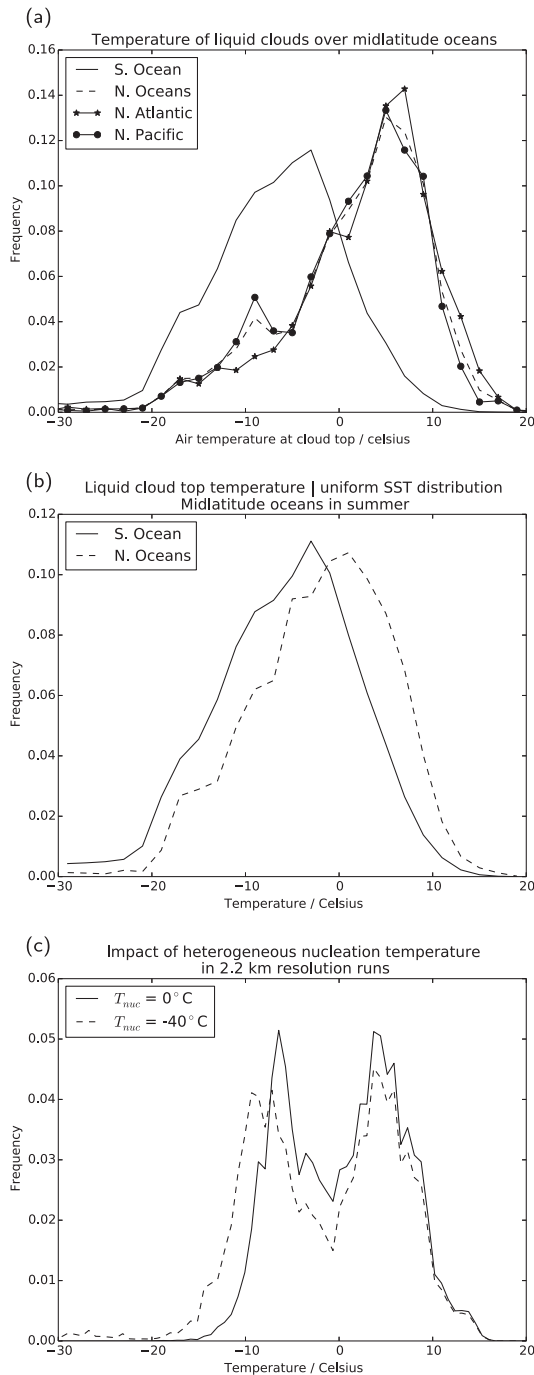 (a)
Temperature of liquid clouds over midlatitude oceans
0.16
0.14
0.12
0.10
0.08
0.06
0.04
0.02
0.00
Frequency
S. Ocean
N. Oceans
N. Atlantic
N. Pacific
−30 −20 −10 0 10 20
Air temperature at cloud top / celsius
(b)
Liquid cloud top temperature | uniform SST distribution
Midlatitude oceans in summer
0.12
0.10
0.08
0.06
0.04
0.02
0.00
Frequency
S. Ocean
N. Oceans
−30 −20 −10 0 10 20
Temperature / Celsius
(c)
Impact of heterogeneous nucleation temperature
in 2.2 km resolution runs
0.06
0.05
0.04
0.03
0.02
0.01
0.00
Frequency
T_nuc = 0°C
T_nuc = -40°C
−30 −20 −10 0 10 20
Temperature / Celsius